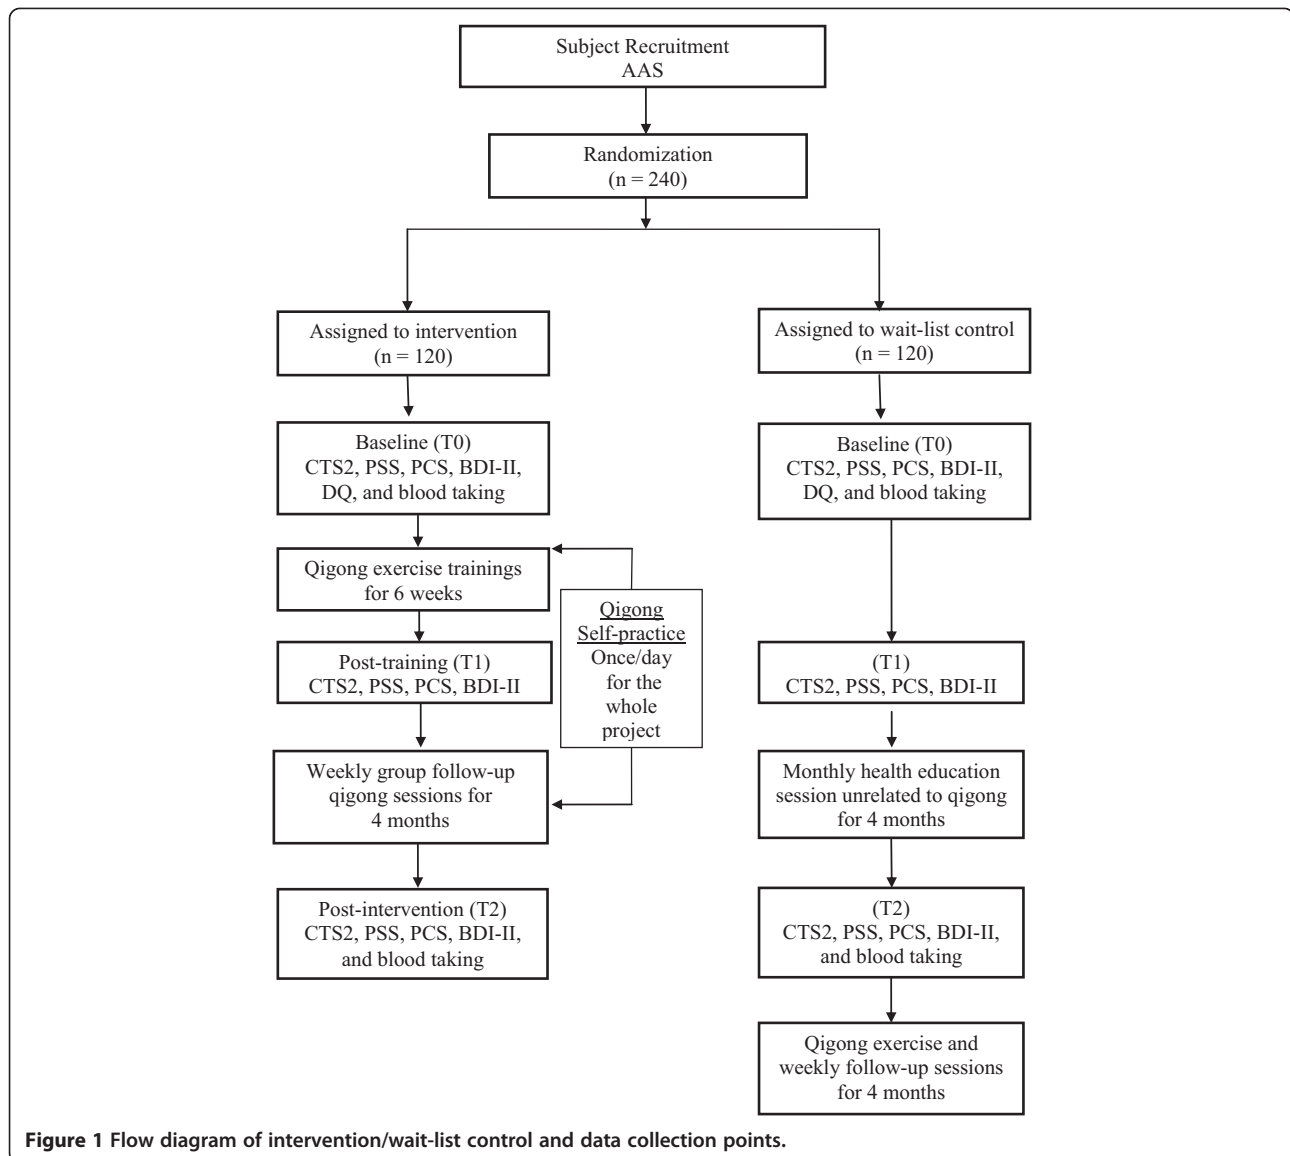 Subject Recruitment
AAS
Randomization
(n = 240)
Assigned to intervention
(n = 120)
Assigned to wait-list control
(n = 120)
Baseline (T0)
CTS2, PSS, PCS, BDI-II,
DQ, and blood taking
Baseline (T0)
CTS2, PSS, PCS, BDI-II,
DQ, and blood taking
Qigong exercise trainings
for 6 weeks
Qigong
Self-practice
Once/day
for the
whole
project
Post-training (T1)
CTS2, PSS, PCS, BDI-II
(T1)
CTS2, PSS, PCS, BDI-II
Weekly group follow-up
qigong sessions for
4 months
Monthly health education
session unrelated to qigong
for 4 months
Post-intervention (T2)
CTS2, PSS, PCS, BDI-II,
and blood taking
(T2)
CTS2, PSS, PCS, BDI-II,
and blood taking
Qigong exercise and
weekly follow-up sessions
for 4 months
Figure 1 Flow diagram of intervention/wait-list control and data collection points.